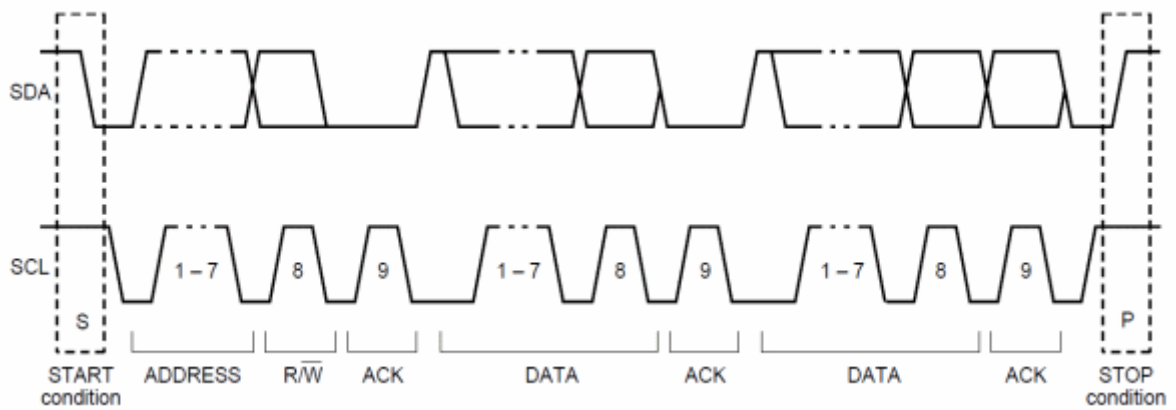 SDA
SCL
1 – 7 8 9 1 – 7 8 9 1 – 7 8 9
S P
START condition ADDRESS R/W̅ ACK DATA ACK DATA ACK STOP condition